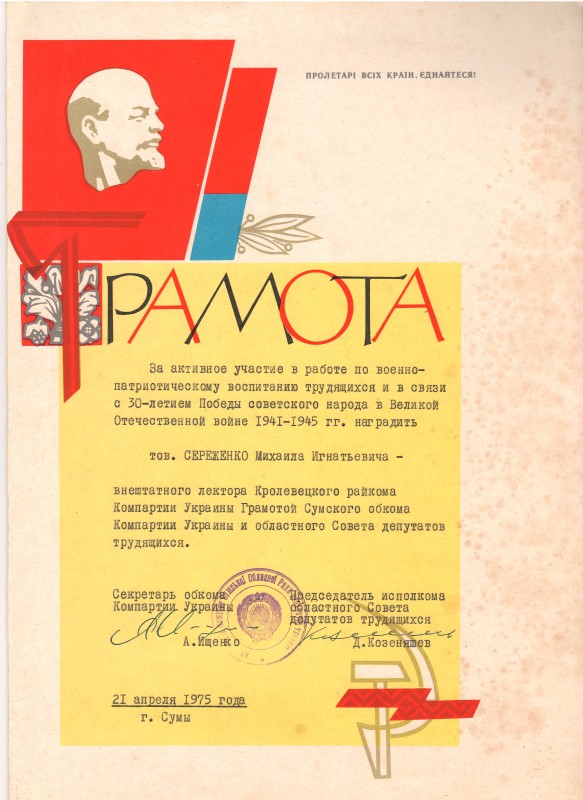 ПРОЛЕТАРІ ВСІХ КРАЇН, ЄДНАЙТЕСЯ!
ГРАМОТА
За активное участие в работе по военно-
патриотическому воспитанию трудящихся и в связи
с 30-летием Победы советского народа в Великой
Отечественной войне 1941-1945 гг. наградить
тов. СЕРЕЖЕНКО Михаила Игнатьевича -
внештатного лектора Кролевецкого райкома
Компартии Украины Грамотой Сумского обкома
Компартии Украины и областного Совета депутатов
трудящихся.
Секретарь обкома
Компартии Украины
А.Ищенко
Председатель исполкома
областного Совета
депутатов трудящихся
Д.Козеняшев
21 апреля 1975 года
г. Сумы